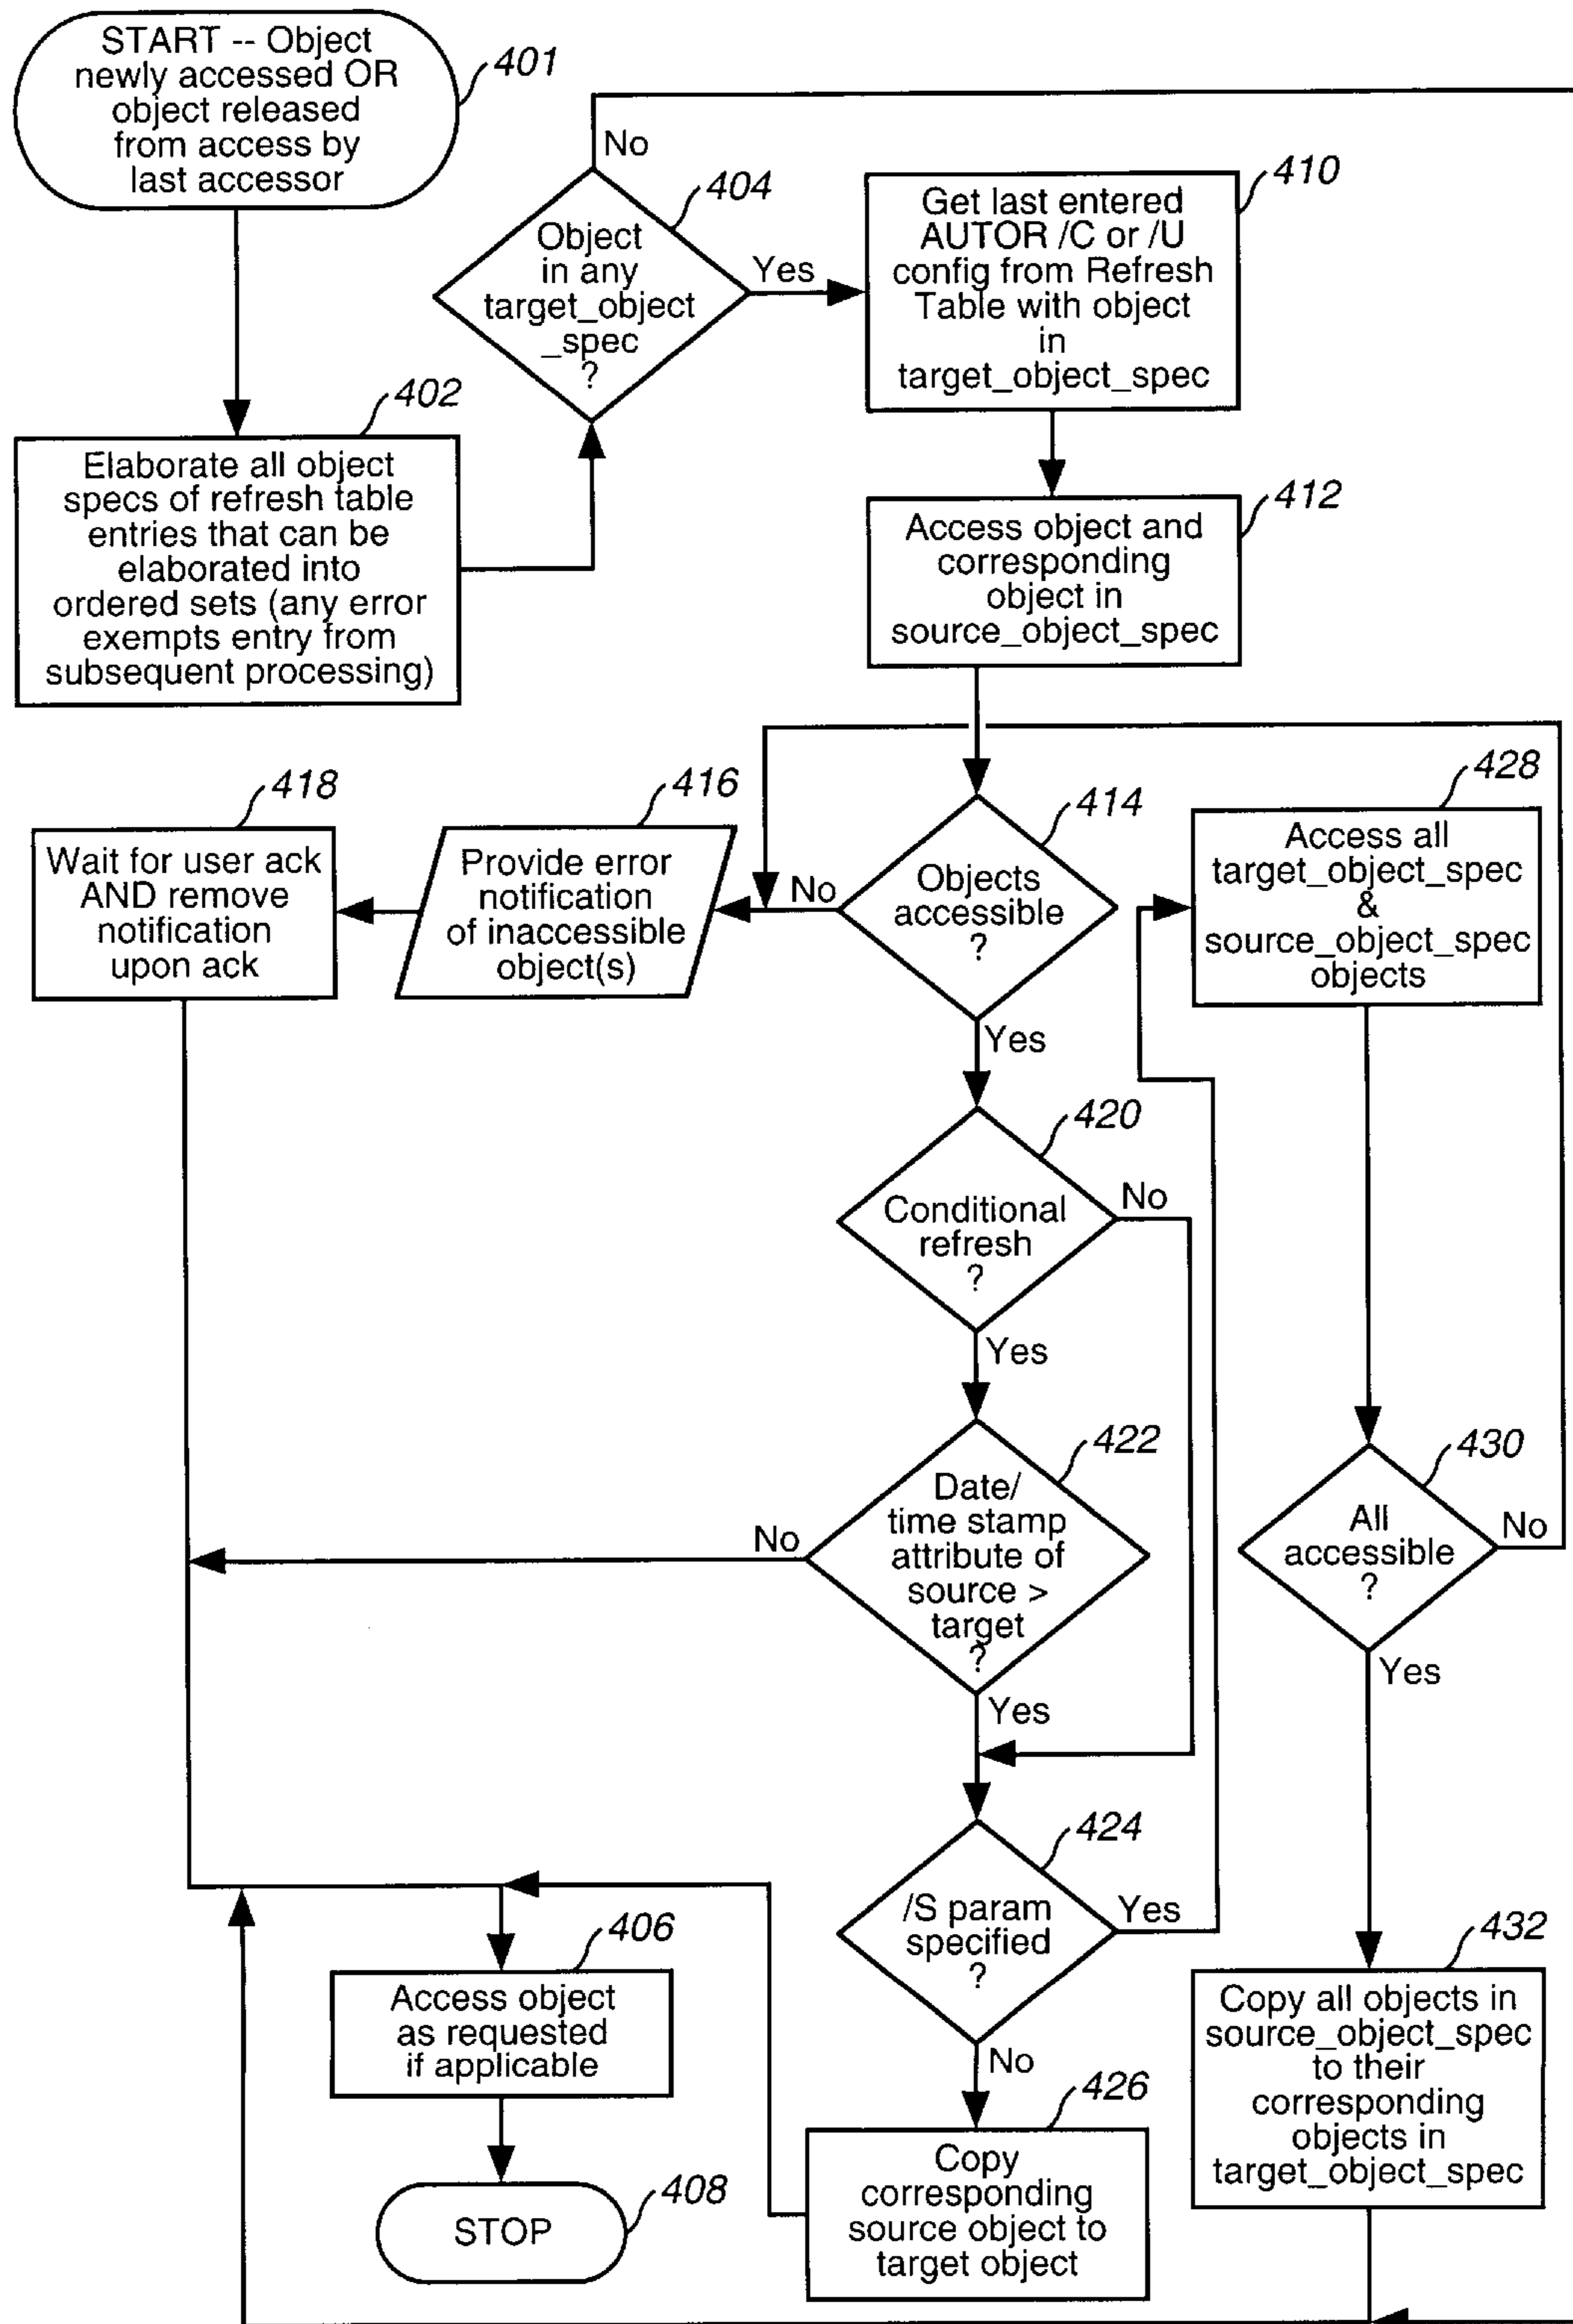 START -- Object
newly accessed OR
object released
from access by
last accessor
401
No
404
Object
in any
target_object
_spec
?
Yes
410
Get last entered
AUTOR /C or /U
config from Refresh
Table with object
in
target_object_spec
402
Elaborate all object
specs of refresh table
entries that can be
elaborated into
ordered sets (any error
exempts entry from
subsequent processing)
412
Access object and
corresponding
object in
source_object_spec
418
Wait for user ack
AND remove
notification
upon ack
416
Provide error
notification
of inaccessible
object(s)
No
414
Objects
accessible
?
Yes
428
Access all
target_object_spec
&
source_object_spec
objects
420
Conditional
refresh
?
No
Yes
422
Date/
time stamp
attribute of
source >
target
?
No
Yes
430
All
accessible
?
No
Yes
424
/S param
specified
?
Yes
No
406
Access object
as requested
if applicable
408
STOP
426
Copy
corresponding
source object to
target object
432
Copy all objects in
source_object_spec
to their
corresponding
objects in
target_object_spec